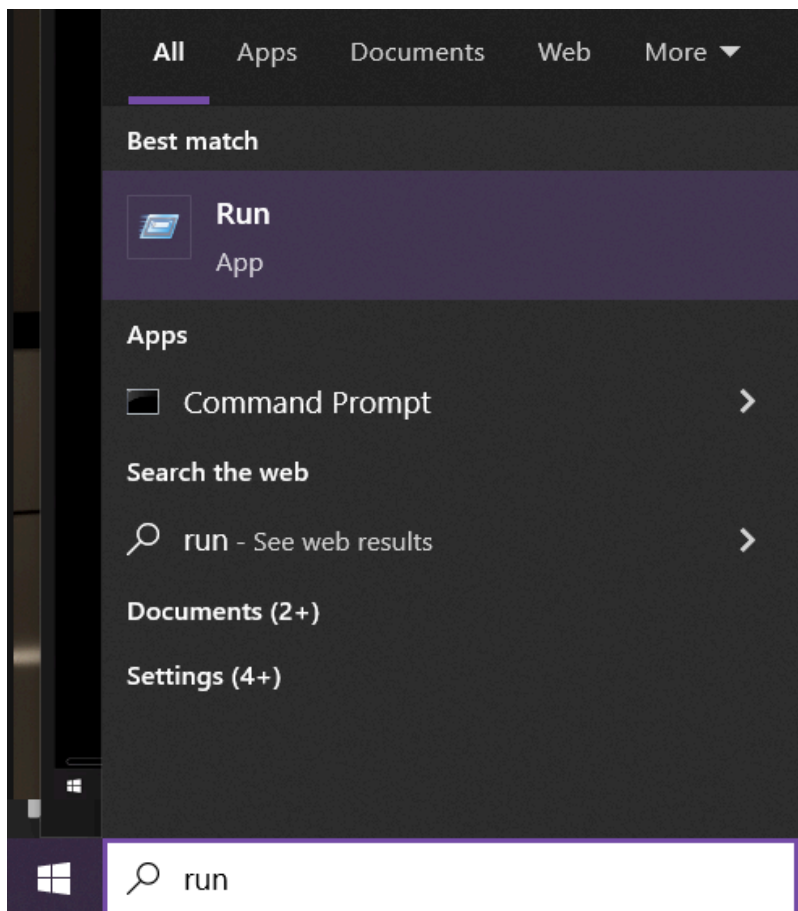 All Apps Documents Web More
Best match
Run
App
Apps
Command Prompt
Search the web
run - See web results
Documents (2+)
Settings (4+)
run